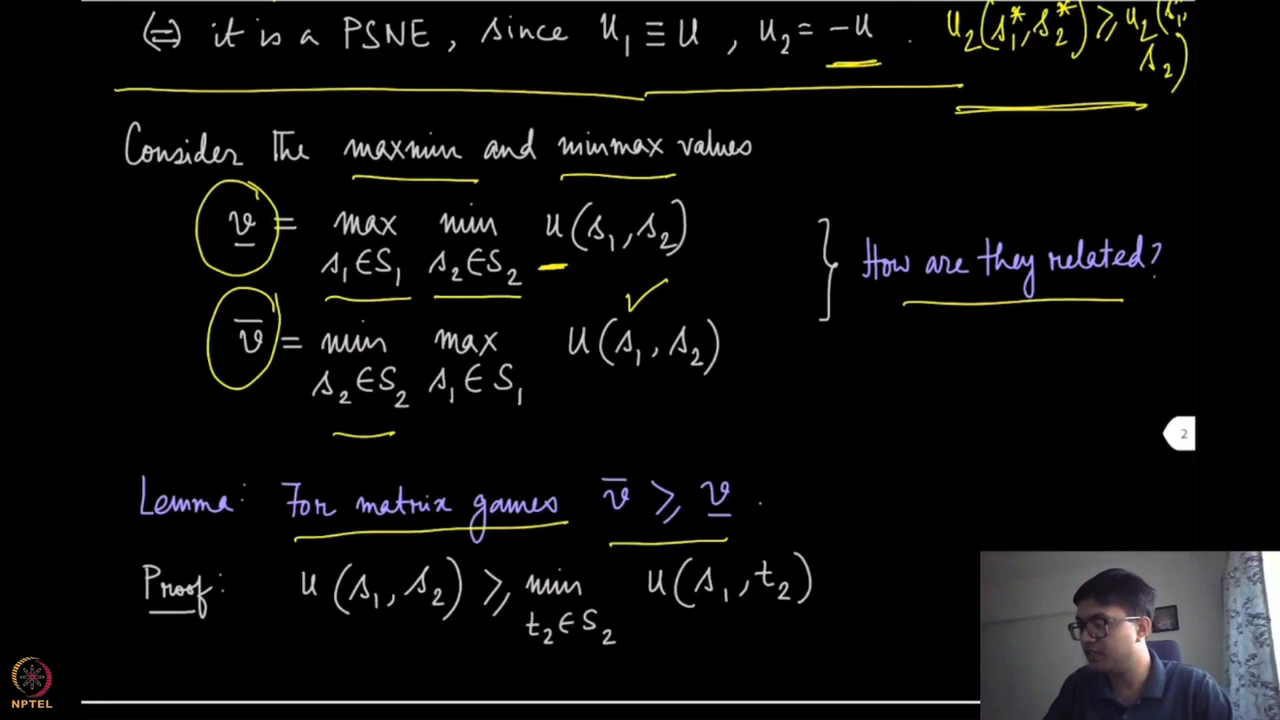 (=) it is a PSNE, since u₁ ≡ u, u₂ = -u. u₂(s₁*, s₂*) ≥ u₂(s₁*, s₂)
Consider the maxmin and minmax values
v̲ = max min u(s₁, s₂)
s₁∈S₁ s₂∈S₂
How are they related?
v̅ = min max u(s₁, s₂)
s₂∈S₂ s₁∈S₁
2
Lemma: For matrix games v̅ ≥ v̲.
Proof: u(s₁, s₂) ≥ min u(s₁, t₂)
t₂∈S₂
NPTEL